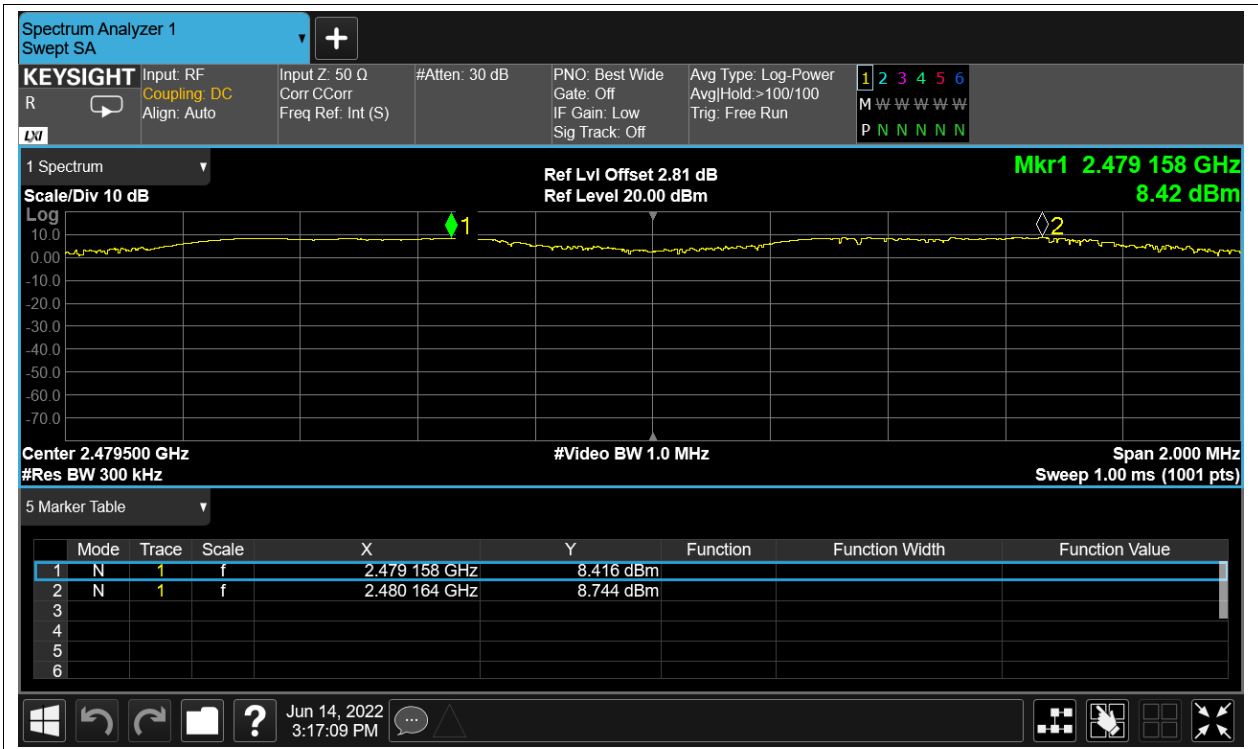 Spectrum Analyzer 1
Swept SA
KEYSIGHT Input: RF Input Z: 50 Ω #Atten: 30 dB PNO: Best Wide Avg Type: Log-Power 1 2 3 4 5 6
R Coupling: DC Corr CCorr Gate: Off Avg|Hold:>100/100 M W W W W W
Align: Auto Freq Ref: Int (S) IF Gain: Low Trig: Free Run
LXI Sig Track: Off P N N N N N
1 Spectrum Ref Lvl Offset 2.81 dB Mkr1 2.479 158 GHz
Scale/Div 10 dB Ref Level 20.00 dBm 8.42 dBm
Log
1 2
10.0
0.00
-10.0
-20.0
-30.0
-40.0
-50.0
-60.0
-70.0
Center 2.479500 GHz #Video BW 1.0 MHz Span 2.000 MHz
#Res BW 300 kHz Sweep 1.00 ms (1001 pts)
5 Marker Table
Mode Trace Scale X Y Function Function Width Function Value
1 N 1 f 2.479 158 GHz 8.416 dBm
2 N 1 f 2.480 164 GHz 8.744 dBm
3
4
5
6
? Jun 14, 2022
3:17:09 PM